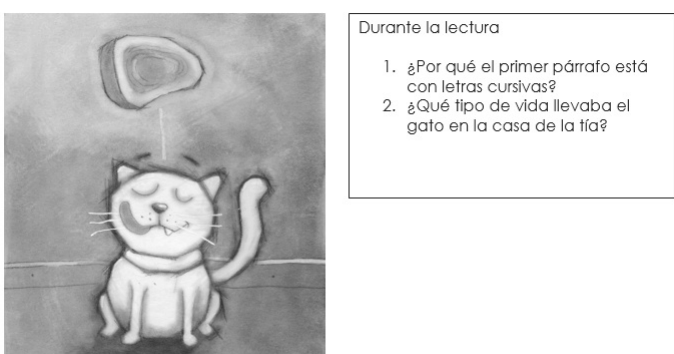 Durante la lectura
1. ¿Por qué el primer párrafo está
con letras cursivas?
2. ¿Qué tipo de vida llevaba el
gato en la casa de la tía?